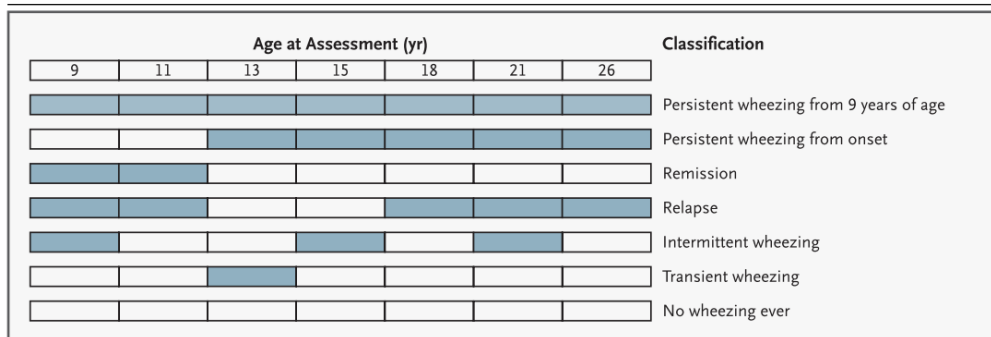 Age at Assessment (yr) Classification
9 11 13 15 18 21 26
Persistent wheezing from 9 years of age
Persistent wheezing from onset
Remission
Relapse
Intermittent wheezing
Transient wheezing
No wheezing ever